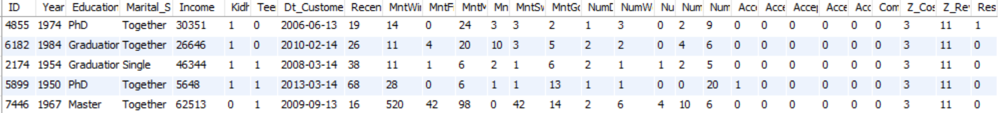 ID Year Education Marital_S Income Kidh Tee Dt_Custome Recen MntWi MntF MntM Mn MntSw MntGo NumD NumW Nu Num Num Acce Acce Accep Acce Acc Com Z_Cos Z_Re Res
4855 1974 PhD Together 30351 1 0 2006-06-13 19 14 0 24 3 3 2 1 3 0 2 9 0 0 0 0 0 0 3 11 1
6182 1984 Graduation Together 26646 1 0 2010-02-14 26 11 4 20 10 3 5 2 2 0 4 6 0 0 0 0 0 0 3 11 0
2174 1954 Graduation Single 46344 1 1 2008-03-14 38 11 1 6 2 1 6 2 1 1 2 5 0 0 0 0 0 0 3 11 0
5899 1950 PhD Together 5648 1 1 2013-03-14 68 28 0 6 1 1 13 1 1 0 0 20 1 0 0 0 0 0 3 11 0
7446 1967 Master Together 62513 0 1 2009-09-13 16 520 42 98 0 42 14 2 6 4 10 6 0 0 0 0 0 0 3 11 0